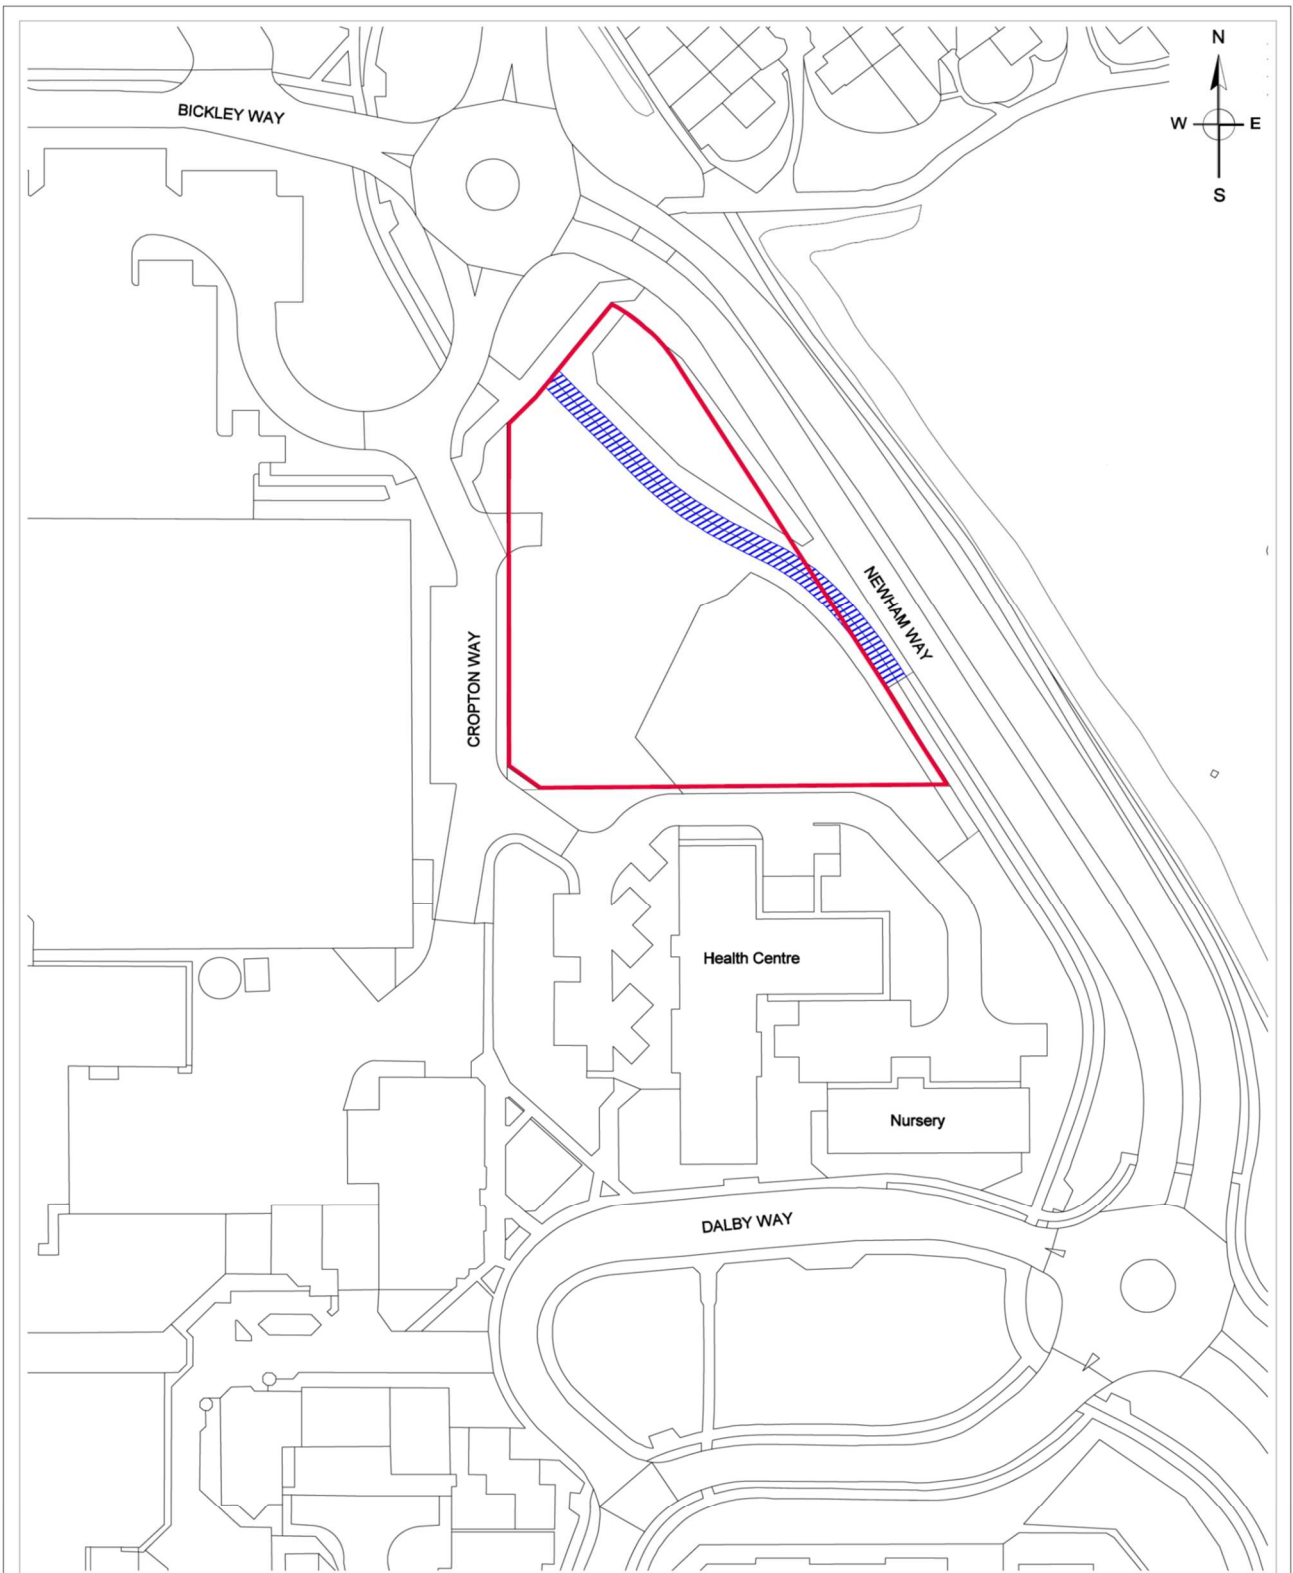 N
W E
S
BICKLEY WAY
NEWHAM WAY
CROPTON WAY
Health Centre
Nursery
DALBY WAY